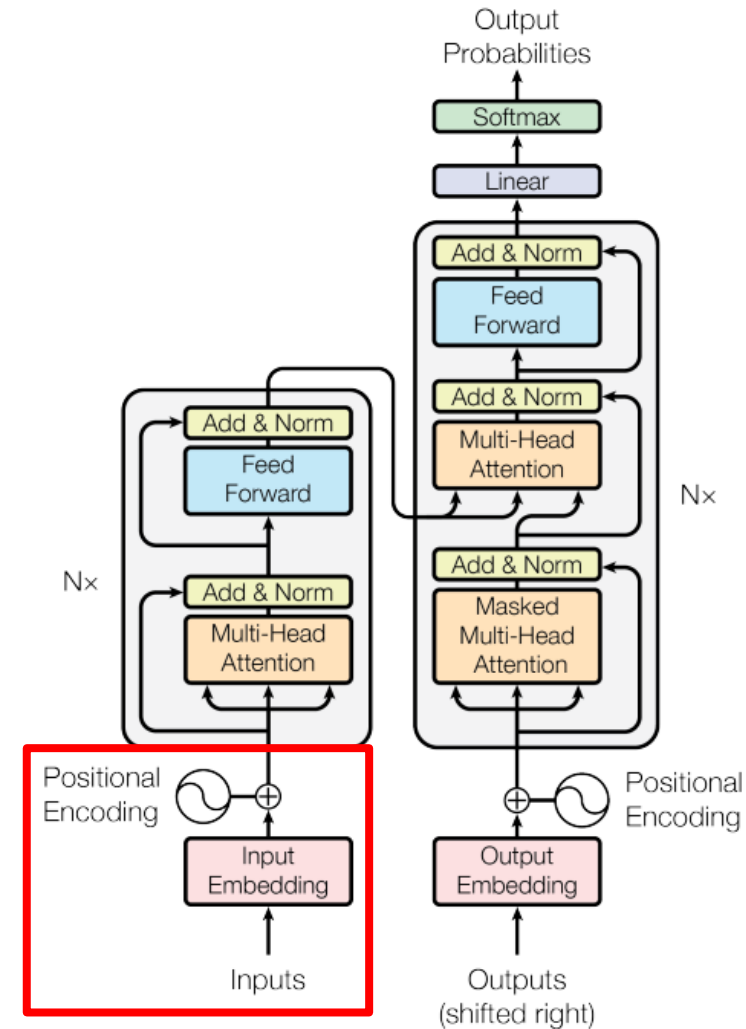 Output
Probabilities
Softmax
Linear
Add & Norm
Feed
Forward
Add & Norm
Multi-Head
Attention
Nx
Add & Norm
Masked
Multi-Head
Attention
Add & Norm
Feed
Forward
Nx
Add & Norm
Multi-Head
Attention
Positional
Encoding
Input
Embedding
Inputs
Positional
Encoding
Output
Embedding
Outputs
(shifted right)